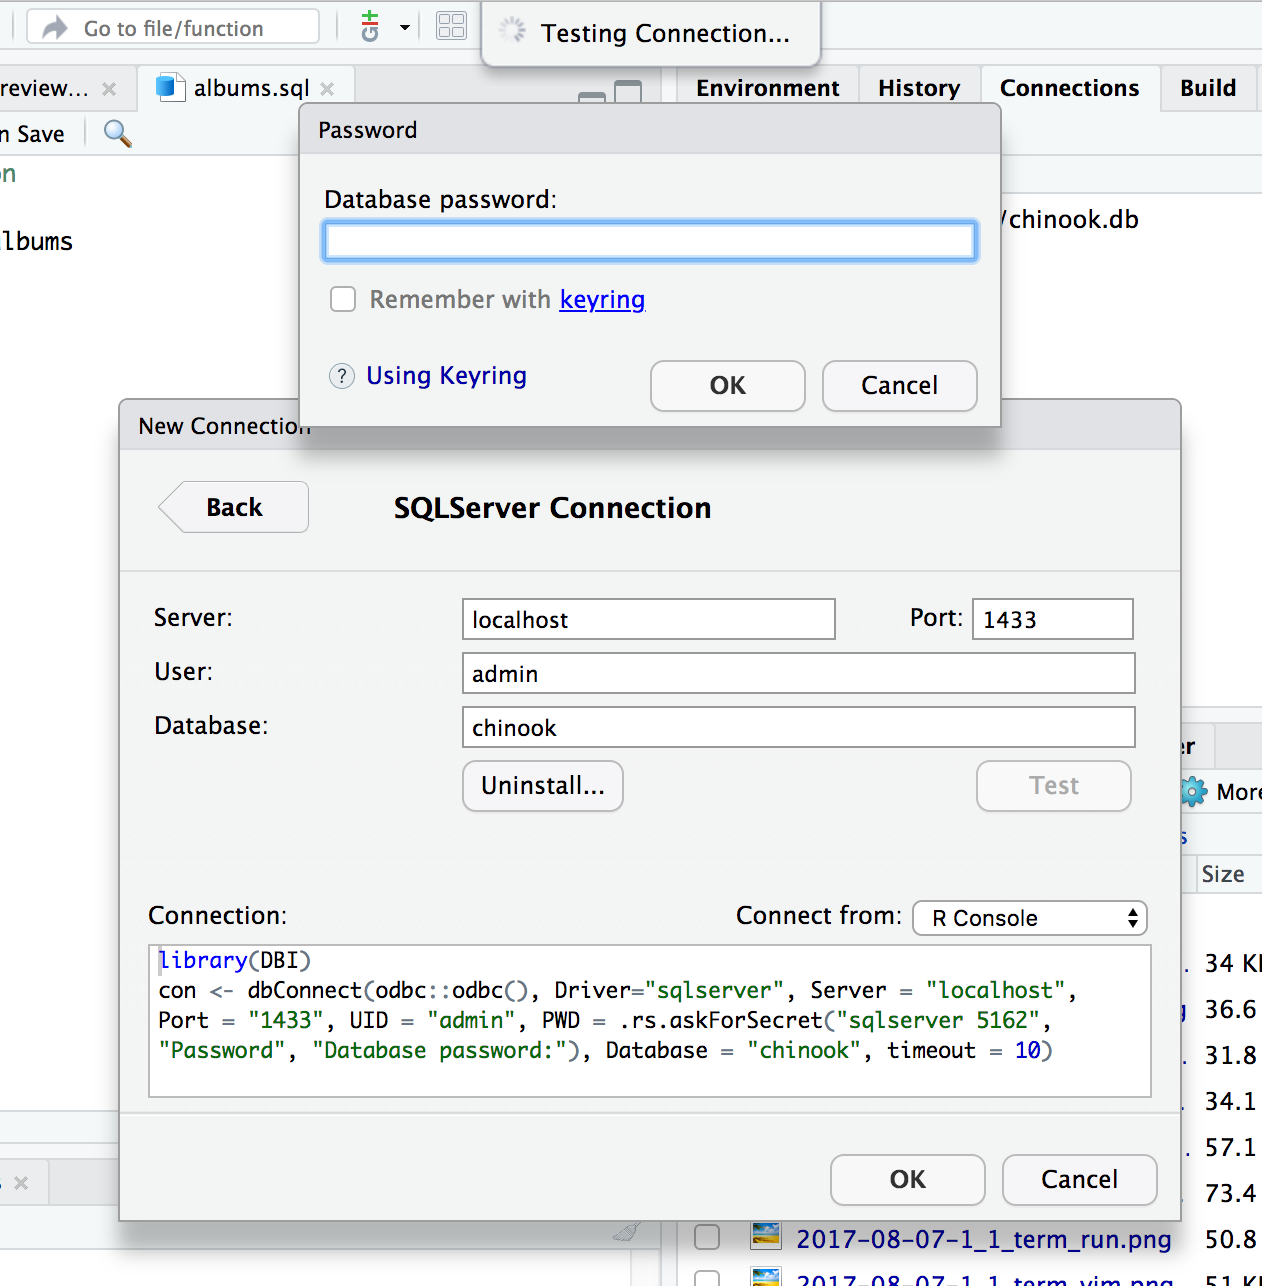 Go to file/function
Testing Connection...
review...
albums.sql
Environment
History
Connections
Build
n Save
Password
on
Database password:
/chinook.db
lbums
Remember with keyring
? Using Keyring
OK
Cancel
New Connection
Back
SQLServer Connection
Server:
localhost
Port:
1433
User:
admin
Database:
chinook
er
Uninstall...
Test
More
s
Size
Connection:
Connect from:
R Console
library(DBI)
con <- dbConnect(odbc::odbc(), Driver="sqlserver", Server = "localhost",
Port = "1433", UID = "admin", PWD = .rs.askForSecret("sqlserver 5162",
"Password", "Database password:"), Database = "chinook", timeout = 10)
34 K
36.6
31.8
34.1
57.1
73.4
OK
Cancel
2017-08-07-1_1_term_run.png
50.8
2017-08-07-1_1_term_vim.png
51 K